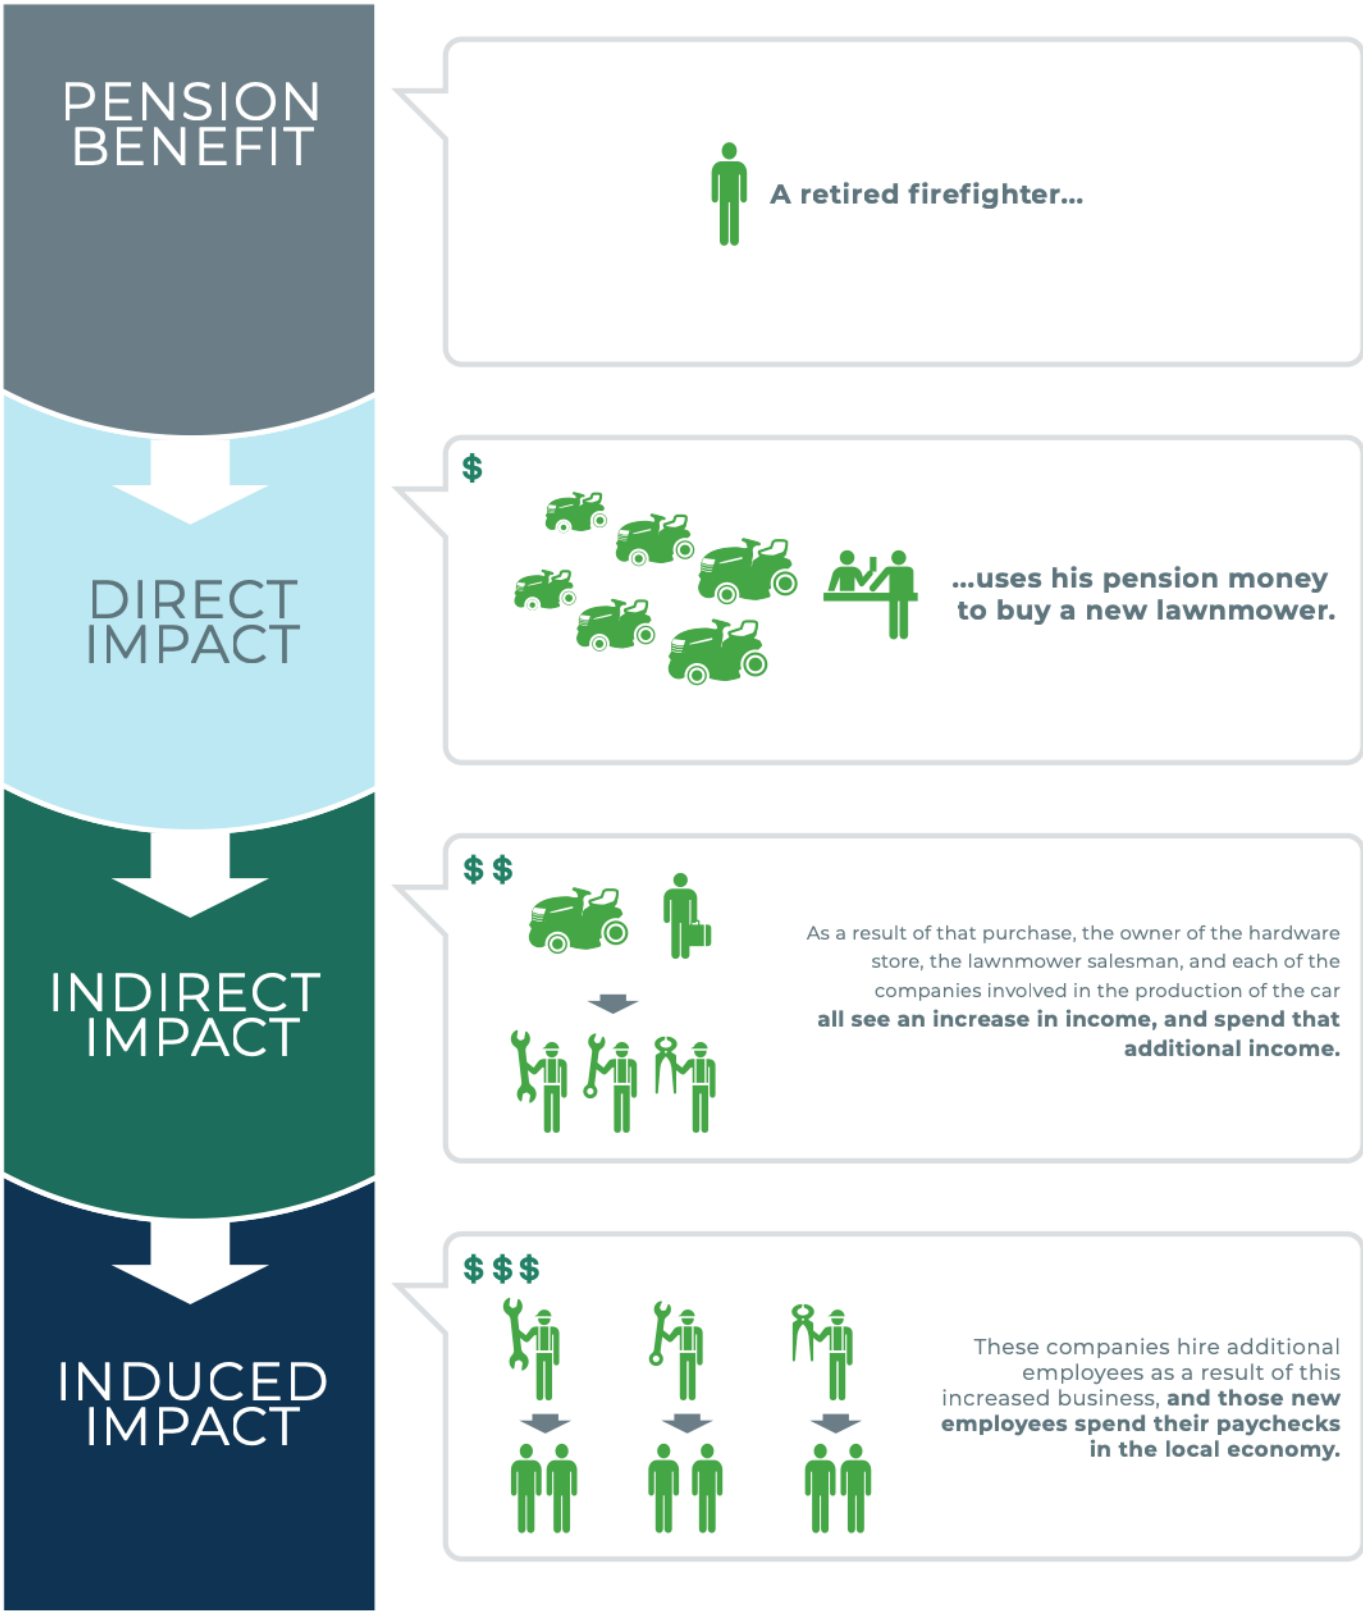 PENSION
BENEFIT
A retired firefighter...
DIRECT
IMPACT
$
...uses his pension money
to buy a new lawnmower.
INDIRECT
IMPACT
$ $
As a result of that purchase, the owner of the hardware
store, the lawnmower salesman, and each of the
companies involved in the production of the car
all see an increase in income, and spend that
additional income.
INDUCED
IMPACT
$ $ $
These companies hire additional
employees as a result of this
increased business, and those new
employees spend their paychecks
in the local economy.